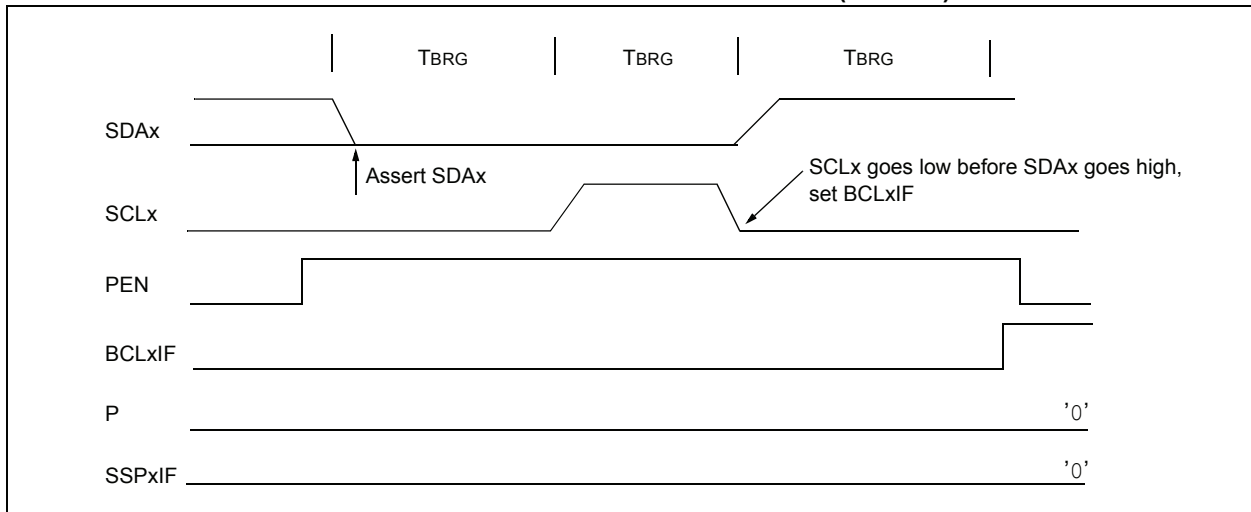 TBRG TBRG TBRG
SDAx
Assert SDAx
SCLx goes low before SDAx goes high,
set BCLxIF
SCLx
PEN
BCLxIF
P '0'
SSPxIF '0'